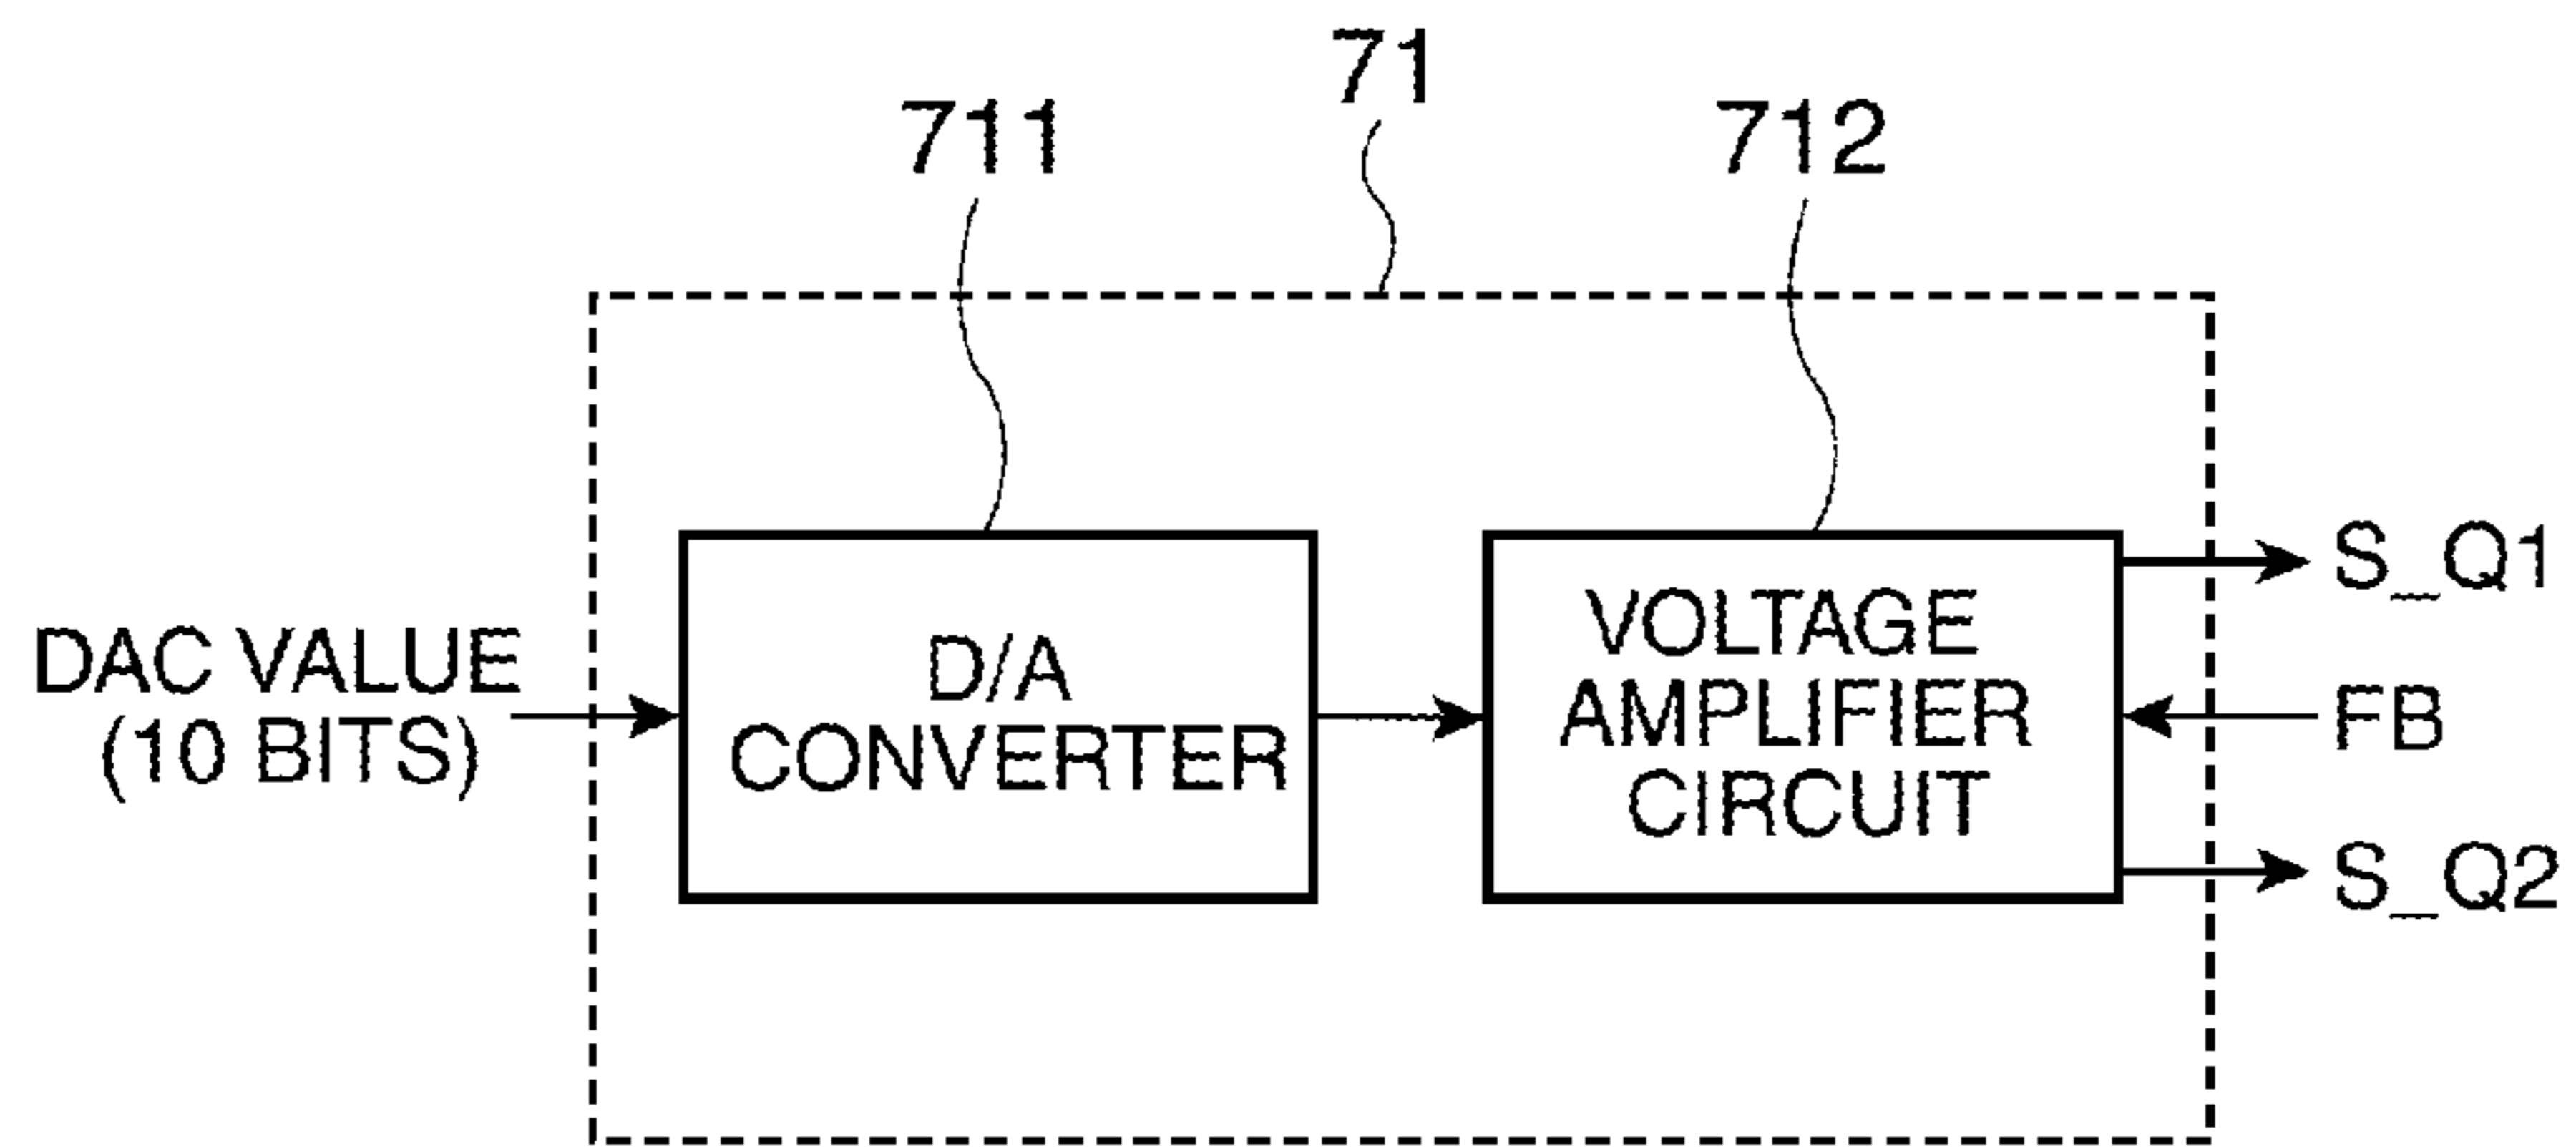 71
711
712
DAC VALUE
(10 BITS)
D/A
CONVERTER
VOLTAGE
AMPLIFIER
CIRCUIT
S_Q1
FB
S_Q2